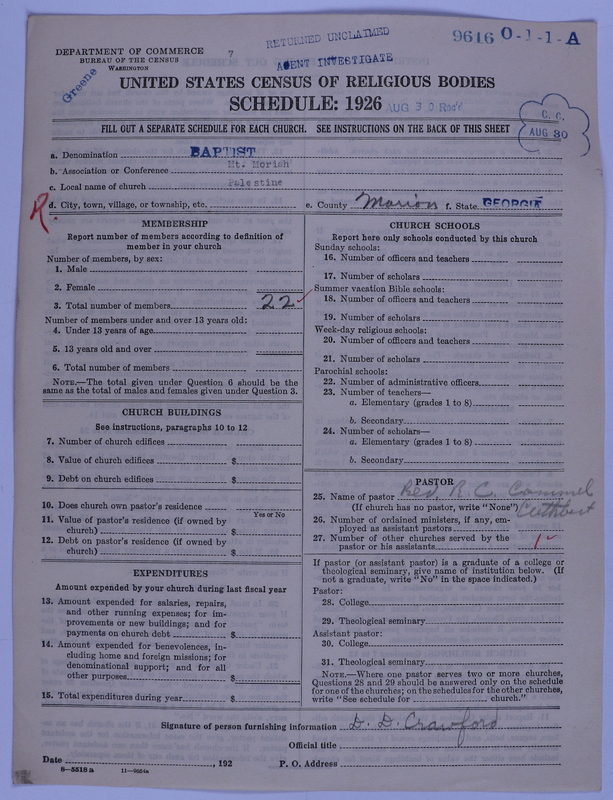 DEPARTMENT OF COMMERCE
BUREAU OF THE CENSUS
WASHINGTON
7
RETURNED UNCLAIMED
AGENT INVESTIGATE
9616 O-1-1-A
Greene
UNITED STATES CENSUS OF RELIGIOUS BODIES
SCHEDULE: 1926
AUG 30 Rec'd
C. C.
AUG 30
FILL OUT A SEPARATE SCHEDULE FOR EACH CHURCH. SEE INSTRUCTIONS ON THE BACK OF THIS SHEET
a. Denomination BAPTIST
b. Association or Conference Mt. Moriah
c. Local name of church Palestine
R.
d. City, town, village, or township, etc. e. County Marion f. State GEORGIA
MEMBERSHIP
Report number of members according to definition of
member in your church
Number of members, by sex:
1. Male
2. Female
3. Total number of members 22
Number of members under and over 13 years old:
4. Under 13 years of age
5. 13 years old and over
6. Total number of members
NOTE.—The total given under Question 6 should be the
same as the total of males and females given under Question 3.
CHURCH BUILDINGS
See instructions, paragraphs 10 to 12
7. Number of church edifices
8. Value of church edifices $
9. Debt on church edifices $
10. Does church own pastor's residence
Yes or No
11. Value of pastor's residence (if owned by
church) $
12. Debt on pastor's residence (if owned by
church) $
EXPENDITURES
Amount expended by your church during last fiscal year
13. Amount expended for salaries, repairs,
and other running expenses; for im-
provements or new buildings; and for
payments on church debt $
14. Amount expended for benevolences, in-
cluding home and foreign missions; for
denominational support; and for all
other purposes $
15. Total expenditures during year $
CHURCH SCHOOLS
Report here only schools conducted by this church
Sunday schools:
16. Number of officers and teachers
17. Number of scholars
Summer vacation Bible schools:
18. Number of officers and teachers
19. Number of scholars
Week-day religious schools:
20. Number of officers and teachers
21. Number of scholars
Parochial schools:
22. Number of administrative officers
23. Number of teachers—
a. Elementary (grades 1 to 8)
b. Secondary
24. Number of scholars—
a. Elementary (grades 1 to 8)
b. Secondary
PASTOR
25. Name of pastor Rev. R. C. Cammel
(If church has no pastor, write "None") Cuthbert
26. Number of ordained ministers, if any, em-
ployed as assistant pastors
27. Number of other churches served by the
pastor or his assistants 1
If pastor (or assistant pastor) is a graduate of a college or
theological seminary, give name of institution below. (If
not a graduate, write "No" in the space indicated.)
Pastor:
28. College
29. Theological seminary
Assistant pastor:
30. College
31. Theological seminary
NOTE.—Where one pastor serves two or more churches,
Questions 28 and 29 should be answered only on the schedule
for one of the churches; on the schedules for the other churches,
write "See schedule for church."
Signature of person furnishing information D. D. Crawford
Official title
Date , 192 P. O. Address
8—5518 a 11—9054a